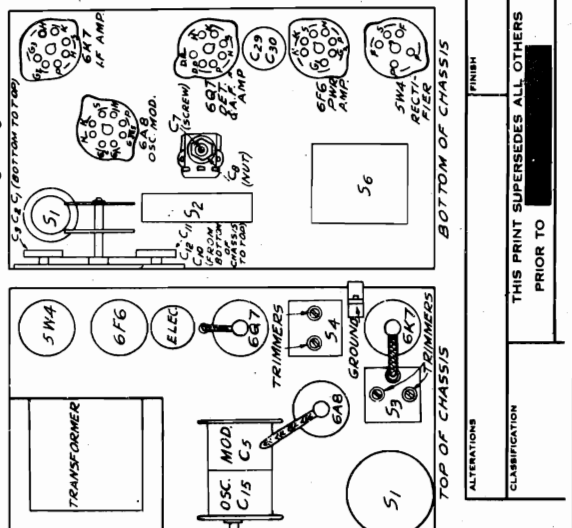 6K7
I.F. AMP.
6Q7
DET.
& A.F.
AMP
C29
C30
6F6
PWR
AMP.
5W4
RECTI-
FIER
6A8
OSC. MOD.
C7
(SCREW)
C8
(NUT)
C3 C2 C1 (BOTTOM TO TOP)
S1
S2
C12 C11
C10
(FROM
BOTTOM
OF
CHASSIS
TO TOP)
S6
BOTTOM OF CHASSIS
5W4
6F6
ELEC
6Q7
TRIMMERS
S4
GROUND
6K7
TRIMMERS
S3
6A8
TRANSFORMER
MOD.
C5
OSC.
C15
S1
TOP OF CHASSIS
FINISH
ALTERATIONS
THIS PRINT SUPERSEDES ALL OTHERS
PRIOR TO
CLASSIFICATION